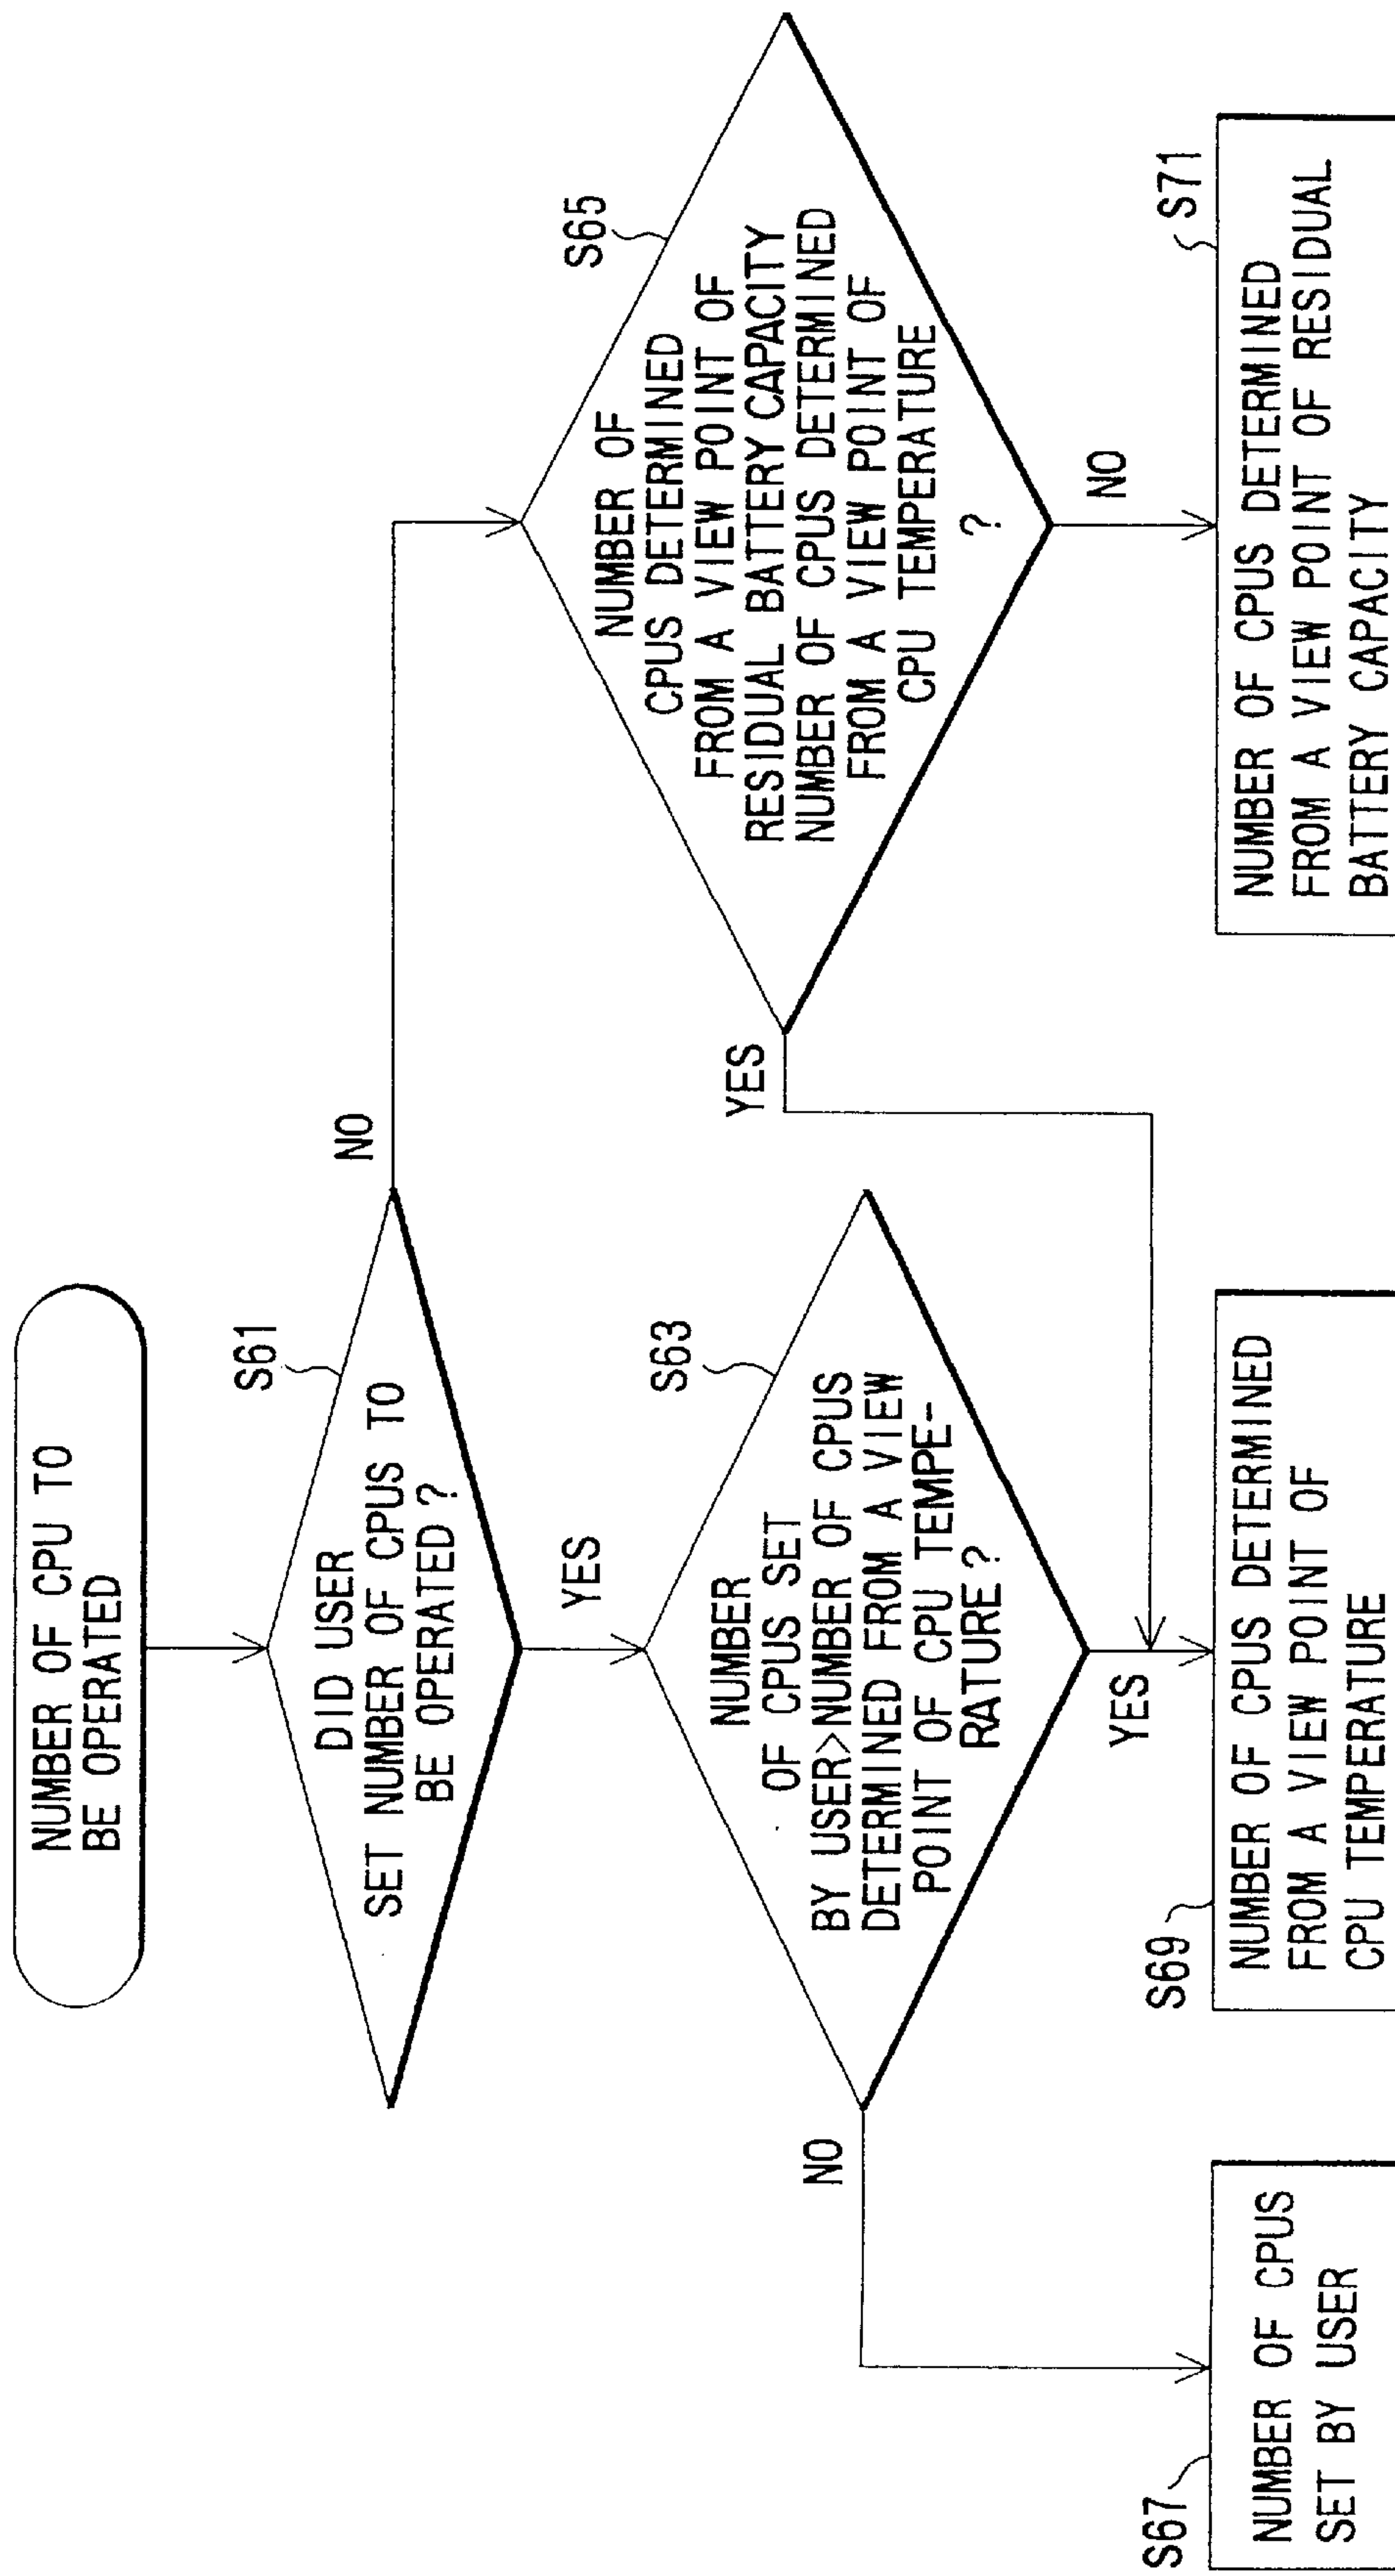 NUMBER OF CPU TO
BE OPERATED
S61
DID USER
SET NUMBER OF CPUS TO
BE OPERATED ?
NO
YES
S63
NUMBER
OF CPUS SET
BY USER>NUMBER OF CPUS
DETERMINED FROM A VIEW
POINT OF CPU TEMPE-
RATURE ?
NO
YES
S65
NUMBER OF
CPUS DETERMINED
FROM A VIEW POINT OF
RESIDUAL BATTERY CAPACITY
NUMBER OF CPUS DETERMINED
FROM A VIEW POINT OF
CPU TEMPERATURE
?
YES
NO
S67
NUMBER OF CPUS
SET BY USER
S69
NUMBER OF CPUS DETERMINED
FROM A VIEW POINT OF
CPU TEMPERATURE
S71
NUMBER OF CPUS DETERMINED
FROM A VIEW POINT OF RESIDUAL
BATTERY CAPACITY